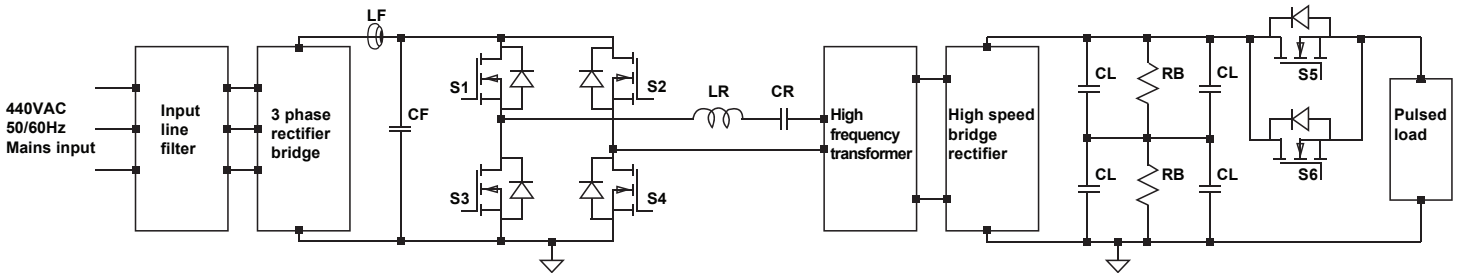 LF
S1
S2
S3
S4
CF
440VAC
50/60Hz
Mains input
Input
line
filter
3 phase
rectifier
bridge
LR
CR
High
frequency
transformer
High speed
bridge
rectifier
CL
RB
CL
CL
RB
CL
S5
S6
Pulsed
load